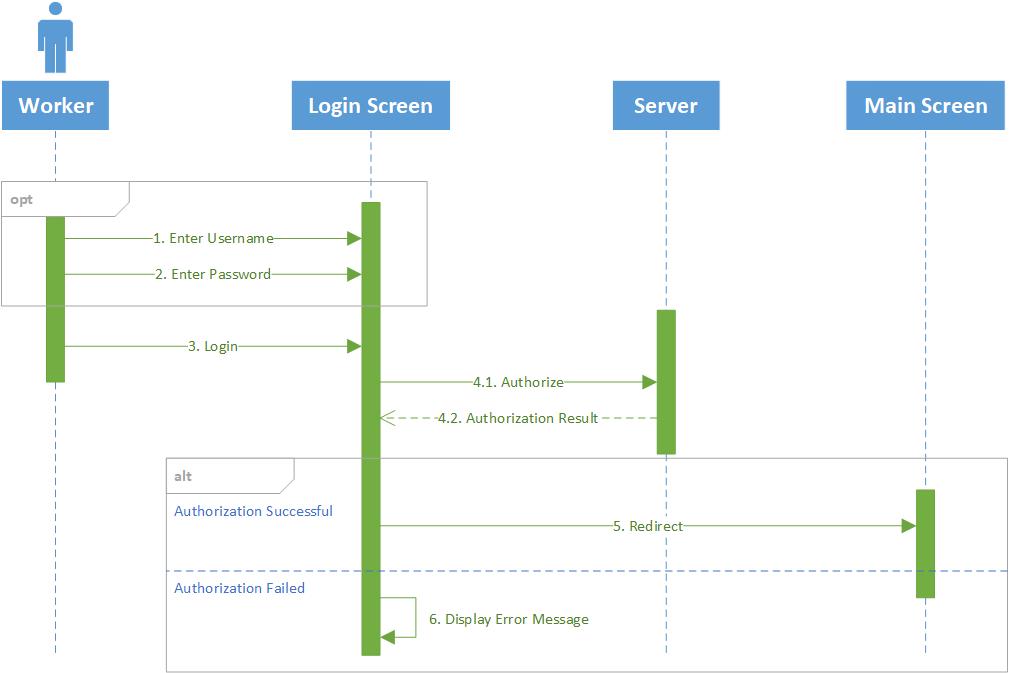 Worker
Login Screen
Server
Main Screen
opt
1. Enter Username
2. Enter Password
3. Login
4.1. Authorize
4.2. Authorization Result
alt
Authorization Successful
5. Redirect
Authorization Failed
6. Display Error Message